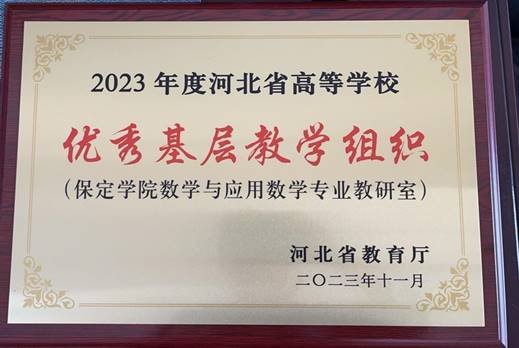 2023 年度河北省高等学校
优秀基层教学组织
（保定学院数学与应用数学专业教研室）
河北省教育厅
二〇二三年十一月